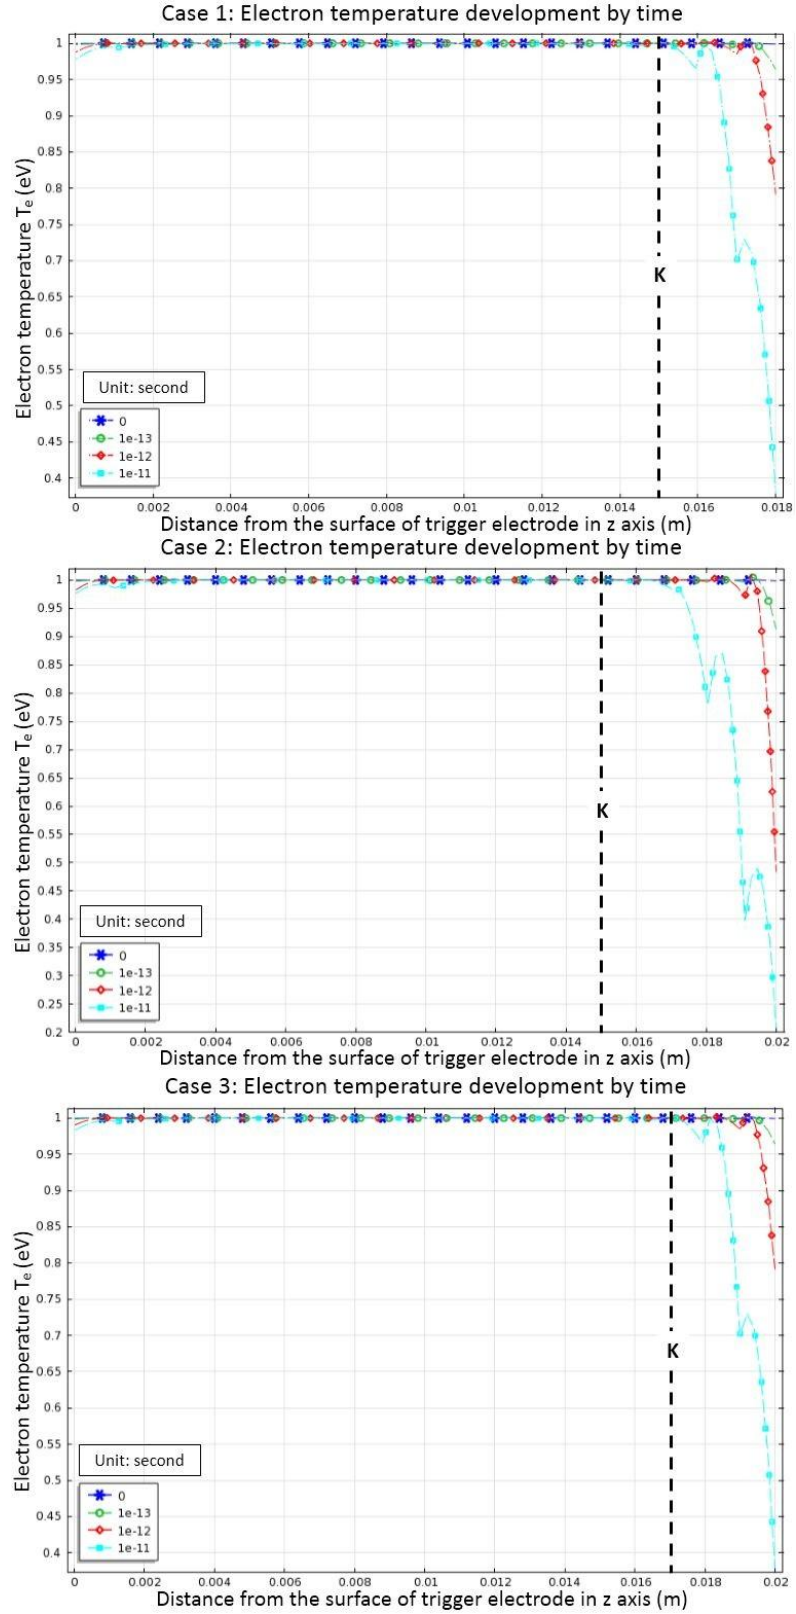 Case 1: Electron temperature development by time
1
0.95
0.9
0.85
0.8
0.75
0.7
0.65
0.6
0.55
0.5
0.45
0.4
Electron temperature Te (eV)
K
Unit: second
0
1e-13
1e-12
1e-11
0 0.002 0.004 0.006 0.008 0.01 0.012 0.014 0.016 0.018
Distance from the surface of trigger electrode in z axis (m)
Case 2: Electron temperature development by time
1
0.95
0.9
0.85
0.8
0.75
0.7
0.65
0.6
0.55
0.5
0.45
0.4
0.35
0.3
0.25
0.2
Electron temperature Te (eV)
K
Unit: second
0
1e-13
1e-12
1e-11
0 0.002 0.004 0.006 0.008 0.01 0.012 0.014 0.016 0.018 0.02
Distance from the surface of trigger electrode in z axis (m)
Case 3: Electron temperature development by time
1
0.95
0.9
0.85
0.8
0.75
0.7
0.65
0.6
0.55
0.5
0.45
0.4
Electron temperature Te (eV)
K
Unit: second
0
1e-13
1e-12
1e-11
0 0.002 0.004 0.006 0.008 0.01 0.012 0.014 0.016 0.018 0.02
Distance from the surface of trigger electrode in z axis (m)